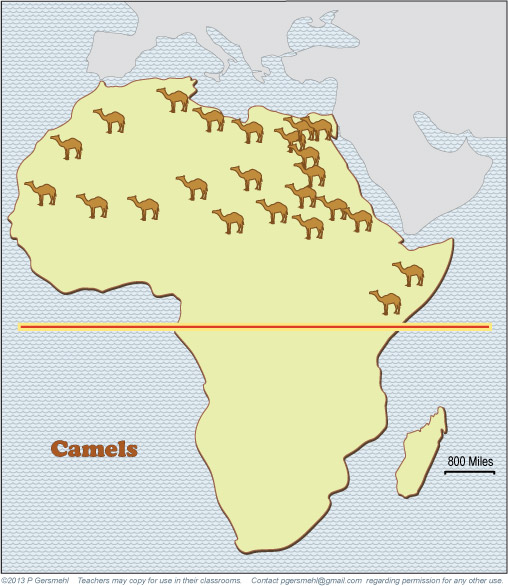 Camels
800 Miles
©2013 P Gersmehl Teachers may copy for use in their classrooms. Contact pgersmehl@gmail.com regarding permission for any other use.